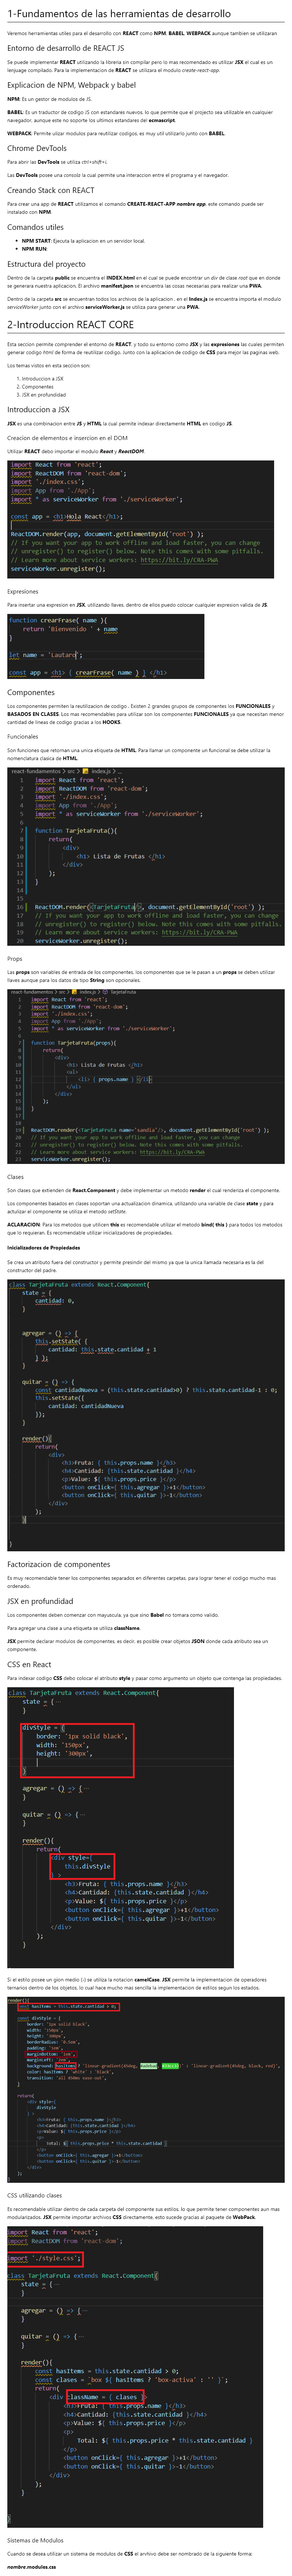 1-Fundamentos de las herramientas de desarrollo
Veremos herramientas utiles para el desarrollo con REACT como NPM, BABEL, WEBPACK aunque tambien se utilizaran
Entorno de desarrollo de REACT JS
Se puede implementar REACT utilizando la libreria sin compilar pero lo mas recomendado es utilizar JSX el cual es un
lenjuage compilado. Para la implementacion de REACT se utilizara el modulo create-react-app.
Explicacion de NPM, Webpack y babel
NPM: Es un gestor de modulos de JS.
BABEL: Es un traductor de codigo JS con estandares nuevos, lo que permite que el proyecto sea utilizable en cualquier
navegador, aunque este no soporte los ultimos estandares del ecmascript.
WEBPACK: Permite utlizar modulos para reutilizar codigos, es muy util utilizarlo junto con BABEL.
Chrome DevTools
Para abrir las DevTools se utiliza ctrl+shift+i.
Las DevTools posee una consola la cual permite una interaccion entre el programa y el navegador.
Creando Stack con REACT
Para crear una app de REACT utilizamos el comando CREATE-REACT-APP nombre app, este comando puede ser
instalado con NPM.
Comandos utiles
NPM START: Ejecuta la aplicacion en un servidor local.
NPM RUN:
Estructura del proyecto
Dentro de la carpeta public se encuentra el INDEX.html en el cual se puede encontrar un div de clase root que en donde
se generara nuestra aplicacion. El archivo manifest.json se encuentra las cosas necesarias para realizar una PWA.
Dentro de la carpeta src se encuentran todos los archivos de la aplicacion , en el Index.js se encuentra importa el modulo
serviceWorker junto con el archivo serviceWorker.js se utiliza para generar una PWA.
2-Introduccion REACT CORE
Esta seccion permite comprender el entorno de REACT, y todo su entorno como JSX y las expresiones las cuales permiten
generar codigo html de forma de reutilizar codigo. Junto con la aplicacion de codigo de CSS para mejor las paginas web.
Los temas vistos en esta seccion son:
1. Introduccion a JSX
2. Componentes
3. JSX en profundidad
Introduccion a JSX
JSX es una combinacion entre JS y HTML la cual permite indexar directamente HTML en codigo JS.
Creacion de elementos e insercion en el DOM
Utilizar REACT debo importar el modulo React y ReactDOM.
import React from 'react';
import ReactDOM from 'react-dom';
import './index.css';
import App from './App';
import * as serviceWorker from './serviceWorker';
const app = <h1>Hola React</h1>;
ReactDOM.render(app, document.getElementById('root') );
// If you want your app to work offline and load faster, you can change
// unregister() to register() below. Note this comes with some pitfalls.
// Learn more about service workers: https://bit.ly/CRA-PWA
serviceWorker.unregister();
Expresiones
Para insertar una expresion en JSX, utilizando llaves, dentro de ellos puedo colocar cualquier expresion valida de JS.
function crearFrase( name ){
return 'Bienvenido ' + name
}
let name = 'Lautaro';
const app = <h1> { crearFrase( name ) } </h1>
Componentes
Los componentes permiten la reutilizacion de codigo , Existen 2 grandes grupos de componentes los FUNCIONALES y
BASADOS EN CLASES. Los mas recomendables para utilizar son los componentes FUNCIONALES ya que necesitan menor
cantidad de lineas de codigo gracias a los HOOKS.
Funcionales
Son funciones que retornan una unica etiqueta de HTML. Para llamar un componente un funcional se debe utilizar la
nomenclatura clasica de HTML.
react-fundamentos > src > index.js > ...
1 import React from 'react';
2 import ReactDOM from 'react-dom';
3 import './index.css';
4 import App from './App';
5 import * as serviceWorker from './serviceWorker';
6
7 function TarjetaFruta(){
8 return(
9 <div>
10 <h1> Lista de Frutas </h1>
11 </div>
12 );
13 }
14
15
16 ReactDOM.render(<TarjetaFruta/>, document.getElementById('root') );
17 // If you want your app to work offline and load faster, you can change
18 // unregister() to register() below. Note this comes with some pitfalls.
19 // Learn more about service workers: https://bit.ly/CRA-PWA
20 serviceWorker.unregister();
Props
Las props son variables de entrada de los componentes, los componentes que se le pasan a un props se deben utilizar
llaves aunque para los datos de tipo String son opcionales.
react-fundamentos > src > index.js > TarjetaFruta
1 import React from 'react';
2 import ReactDOM from 'react-dom';
3 import './index.css';
4 import App from './App';
5 import * as serviceWorker from './serviceWorker';
6
7 function TarjetaFruta(props){
8 return(
9 <div>
10 <h1> Lista de Frutas </h1>
11 <ul>
12 <li> { props.name } </li>
13 </ul>
14 </div>
15 );
16 }
17
18
19 ReactDOM.render(<TarjetaFruta name='sandia'/>, document.getElementById('root') );
20 // If you want your app to work offline and load faster, you can change
21 // unregister() to register() below. Note this comes with some pitfalls.
22 // Learn more about service workers: https://bit.ly/CRA-PWA
23 serviceWorker.unregister();
Clases
Son clases que extienden de React.Component y debe implementar un metodo render el cual renderiza el componente.
Los componentes basados en clases soportan una actualizacion dinamica, utilizando una variable de clase state y para
actulizar el componente se utiliza el metodo setState.
ACLARACION: Para los metodos que utilicen this es recomendable utilizar el metodo bind( this ) para todos los metodos
que lo requieran. Es recomendable utilizar inicializadores de propiedades.
Inicializadores de Propiedades
Se crea un atributo fuera del constructor y permite presindir del mismo ya que la unica llamada necesaria es la del
constructor del padre.
class TarjetaFruta extends React.Component{
state = {
cantidad: 0,
}
agregar = () => {
this.setState( {
cantidad: this.state.cantidad + 1
} );
}
quitar = () => {
const cantidadNueva = (this.state.cantidad>0) ? this.state.cantidad-1 : 0;
this.setState({
cantidad: cantidadNueva
});
}
render(){
return(
<div>
<h3>Fruta: { this.props.name }</h3>
<h4>Cantidad: {this.state.cantidad }</h4>
<p>Value: ${ this.props.price }</p>
<button onClick={ this.agregar }>+1</button>
<button onClick={ this.quitar }>-1</button>
</div>
);
}
}
Factorizacion de componentes
Es muy recomendable tener los componentes separados en diferentes carpetas, para lograr tener el codigo mucho mas
ordenado.
JSX en profundidad
Los componentes deben comenzar con mayuscula, ya que sino Babel no tomara como valido.
Para agregar una clase a una etiqueta se utiliza className.
JSX permite declarar modulos de componentes, es decir, es posible crear objetos JSON donde cada atributo sea un
componente.
CSS en React
Para indexar codigo CSS debo colocar el atributo style y pasar como argumento un objeto que contenga las propiedades.
class TarjetaFruta extends React.Component{
state = {···
}
divStyle = {
border: '1px solid black',
width: '150px',
height: '300px',
}
agregar = () => {···
}
quitar = () => {···
}
render(){
return(
<div style={
this.divStyle
} >
<h3>Fruta: { this.props.name }</h3>
<h4>Cantidad: {this.state.cantidad }</h4>
<p>Value: ${ this.props.price }</p>
<button onClick={ this.agregar }>+1</button>
<button onClick={ this.quitar }>-1</button>
</div>
);
}
}
Si el estilo posee un guion medio (-) se utiliza la notacion camelCase. JSX permite la implementacion de operadores
ternarios dentro de los objetos, lo cual hace mucho mas sencilla la implementacion de estilos segun los estados.
render(){
const hasItems = this.state.cantidad > 0;
const divStyle = {
border: '1px solid black',
width: '150px',
height: '300px',
borderRadius: '0.5em',
padding: '1em',
marginBottom: '1em',
marginLeft: '1em',
color: hasItems ? 'white' : 'black',
transition: 'all 450ms ease-out',
}
return(
<div style={
divStyle
} >
<h3>Fruta: { this.props.name }</h3>
<h4>Cantidad: {this.state.cantidad }</h4>
<p>Value: ${ this.props.price }</p>
<p>
Total: ${ this.props.price * this.state.cantidad }
</p>
<button onClick={ this.agregar }>+1</button>
<button onClick={ this.quitar }>-1</button>
</div>
);
}
CSS utilizando clases
Es recomendable utilizar dentro de cada carpeta del componente sus estilos, lo que permite tener componentes aun mas
modularizados. JSX permite importar archivos CSS directamente, esto sucede gracias al paquete de WebPack.
import React from 'react';
import ReactDOM from 'react-dom';
import './style.css';
class TarjetaFruta extends React.Component{
state = {···
}
agregar = () => {···
}
quitar = () => {···
}
render(){
const hasItems = this.state.cantidad > 0;
const clases = `box ${ hasItems ? 'box-activa' : '' }`;
return(
<div className = { clases }>
<h3>Fruta: { this.props.name }</h3>
<h4>Cantidad: {this.state.cantidad }</h4>
<p>Value: ${ this.props.price }</p>
<p>
Total: ${ this.props.price * this.state.cantidad }
</p>
<button onClick={ this.agregar }>+1</button>
<button onClick={ this.quitar }>-1</button>
</div>
);
}
}
Sistemas de Modulos
Cuando se desea utilizar un sistema de modulos de CSS el arvhivo debe ser nombrado de la siguiente forma:
nombre.modulos.css